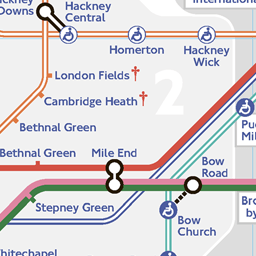 Hackney
Downs
Hackney
Central
Homerton
Hackney
Wick
International
London Fields†
Cambridge Heath†
2
Bethnal Green
Bethnal Green
Mile End
Bow
Road
Stepney Green
Bow
Church